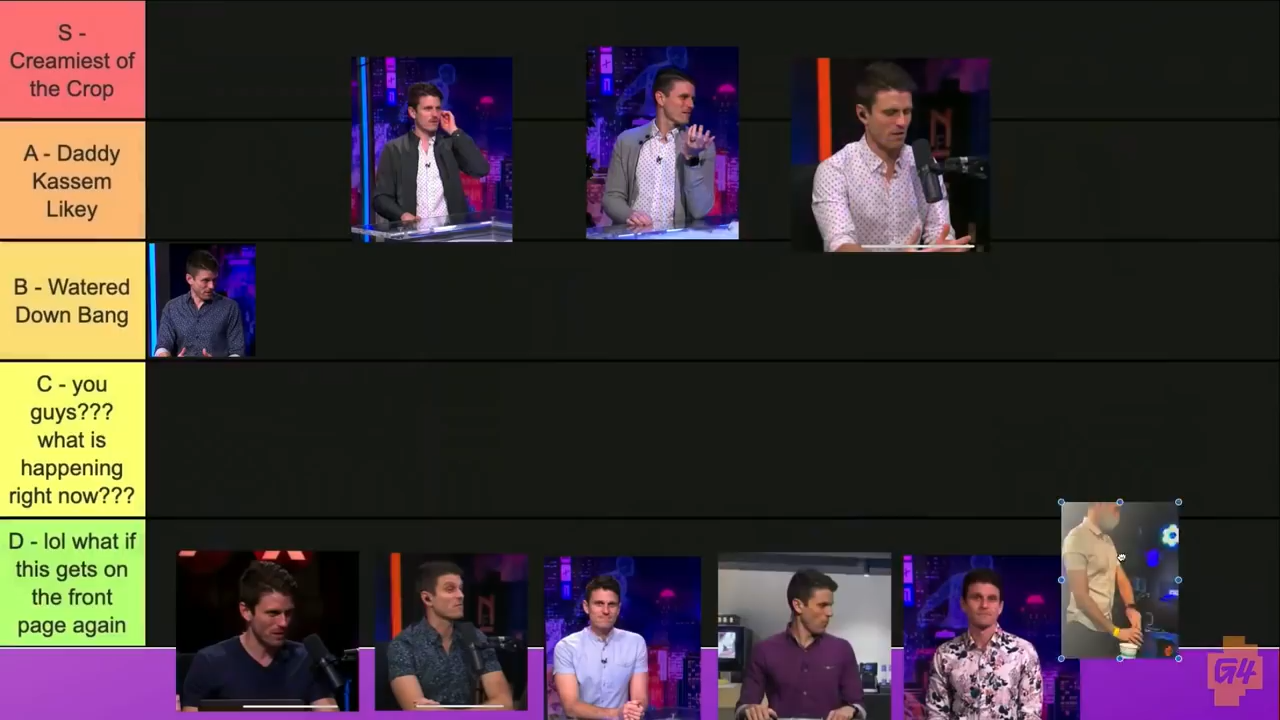 S -
Creamiest of
the Crop
A - Daddy
Kassem
Likey
B - Watered
Down Bang
C - you
guys???
what is
happening
right now???
D - lol what if
this gets on
the front
page again
G4